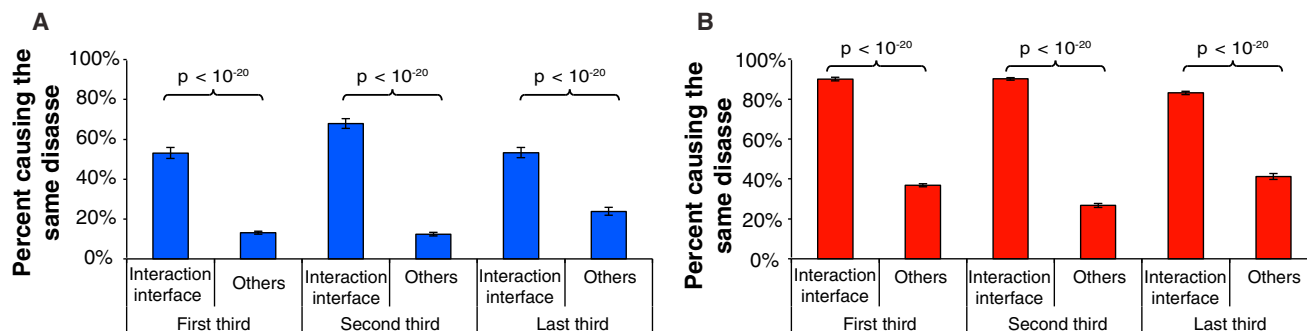 A
Percent causing the
same disasse
100%
80%
60%
40%
20%
0%
p < 10-20
p < 10-20
p < 10-20
Interaction
interface
Others
Interaction
interface
Others
Interaction
interface
Others
First third
Second third
Last third
B
Percent causing the
same disasse
100%
80%
60%
40%
20%
0%
p < 10-20
p < 10-20
p < 10-20
Interaction
interface
Others
Interaction
interface
Others
Interaction
interface
Others
First third
Second third
Last third